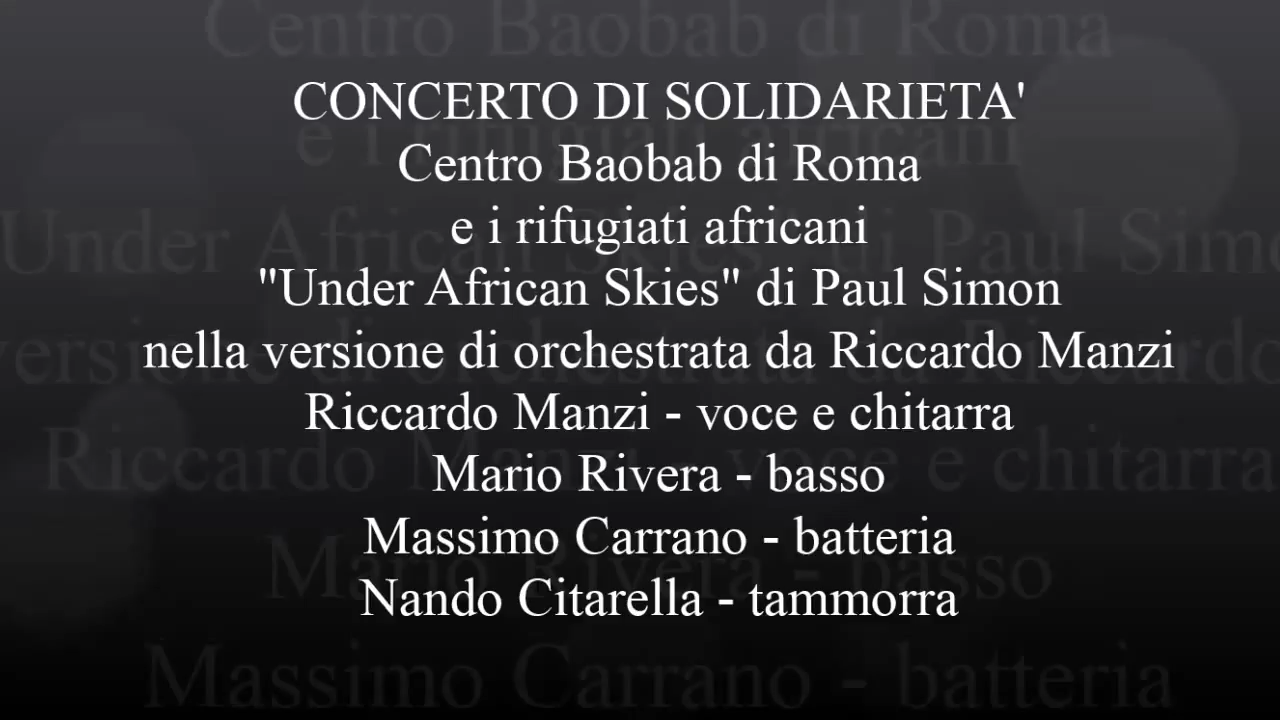 CONCERTO DI SOLIDARIETA'
Centro Baobab di Roma
e i rifugiati africani
"Under African Skies" di Paul Simon
nella versione di orchestrata da Riccardo Manzi
Riccardo Manzi - voce e chitarra
Mario Rivera - basso
Massimo Carrano - batteria
Nando Citarella - tammorra